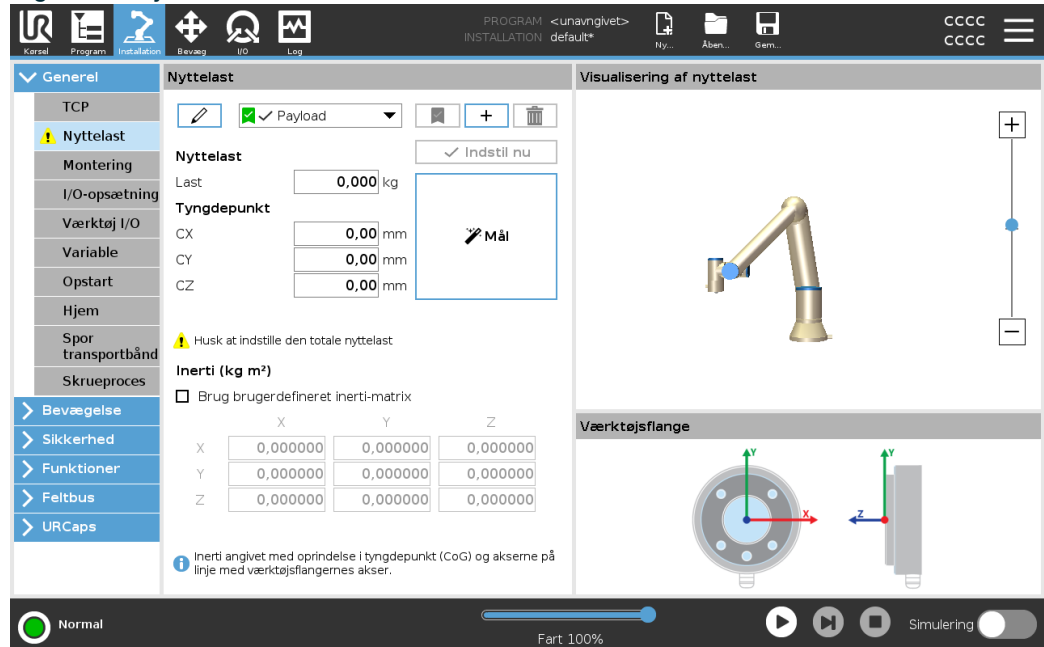 UR
Kørsel
Program
Installation
Bevæg
I/O
Log
PROGRAM <unavngivet>
INSTALLATION default*
Ny...
Åben...
Gem...
cccc
cccc
Generel
TCP
Nyttelast
Montering
I/O-opsætning
Værktøj I/O
Variable
Opstart
Hjem
Spor
transportbånd
Skrueproces
Bevægelse
Sikkerhed
Funktioner
Feltbus
URCaps
Nyttelast
Payload
+
Nyttelast
Indstil nu
Last 0,000 kg
Tyngdepunkt
CX 0,00 mm
CY 0,00 mm
CZ 0,00 mm
Mål
Husk at indstille den totale nyttelast
Inerti (kg m²)
Brug brugerdefineret inerti-matrix
X Y Z
X 0,000000 0,000000 0,000000
Y 0,000000 0,000000 0,000000
Z 0,000000 0,000000 0,000000
Inerti angivet med oprindelse i tyngdepunkt (CoG) og akserne på
linje med værktøjsflangernes akser.
Visualisering af nyttelast
Værktøjsflange
Y
X
Y
Z
Normal
Fart 100%
Simulering